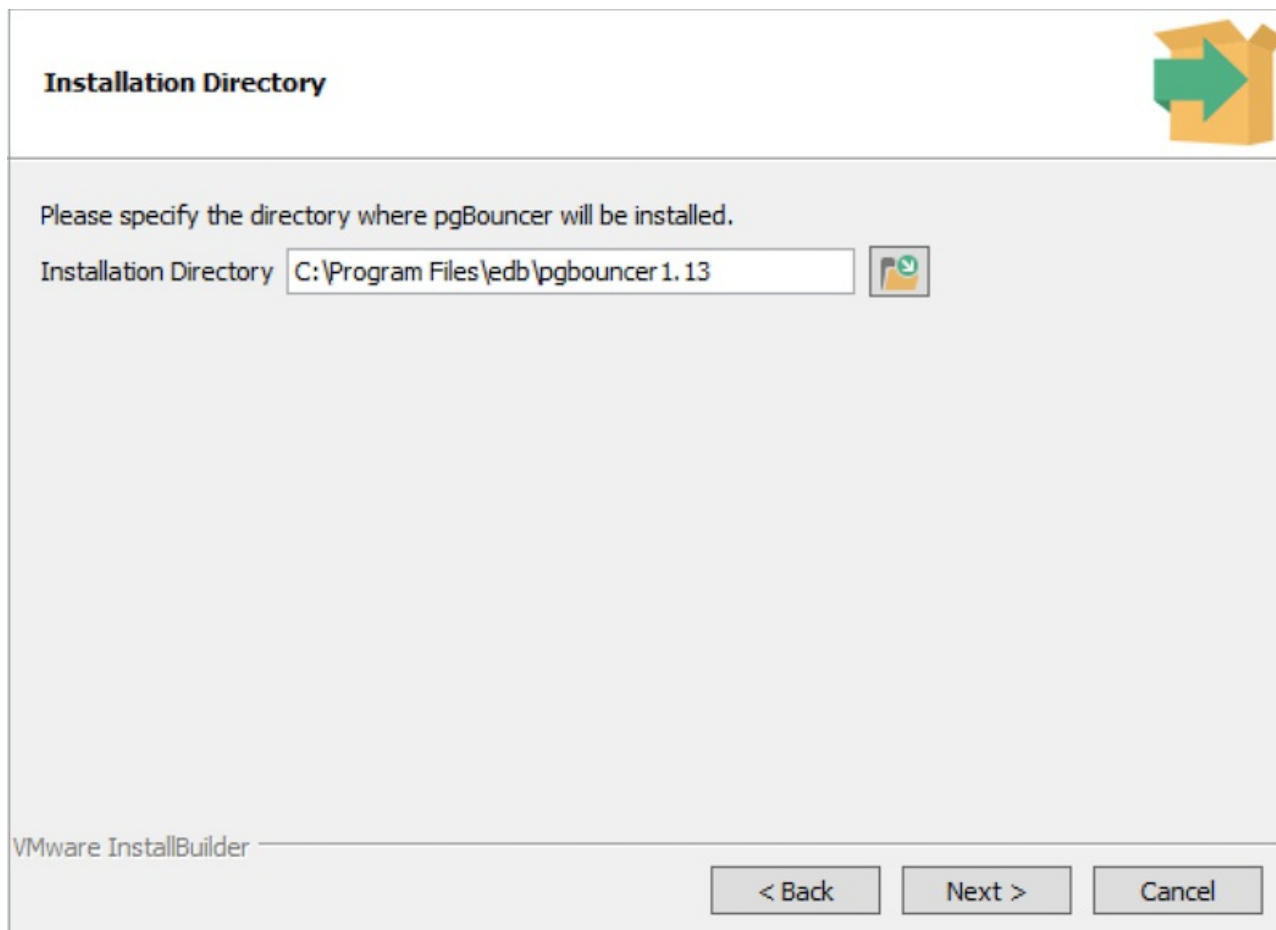 Installation Directory
Please specify the directory where pgBouncer will be installed.
Installation Directory C:\Program Files\edb\pgbouncer1.13
VMware InstallBuilder
< Back Next > Cancel